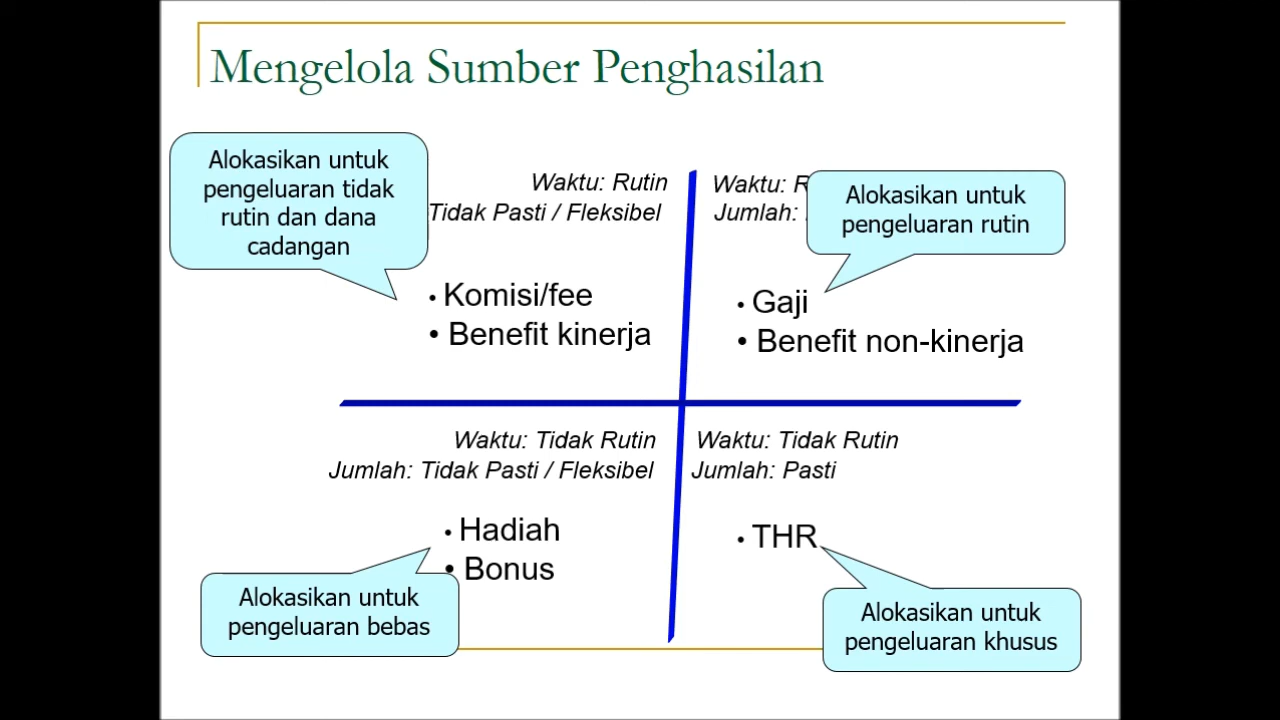 Mengelola Sumber Penghasilan
Alokasikan untuk
pengeluaran tidak
rutin dan dana
cadangan
Waktu: Rutin
Tidak Pasti / Fleksibel
• Komisi/fee
• Benefit kinerja
Waktu:
Jumlah:
Alokasikan untuk
pengeluaran rutin
• Gaji
• Benefit non-kinerja
Waktu: Tidak Rutin
Jumlah: Tidak Pasti / Fleksibel
• Hadiah
• Bonus
Alokasikan untuk
pengeluaran bebas
Waktu: Tidak Rutin
Jumlah: Pasti
• THR
Alokasikan untuk
pengeluaran khusus